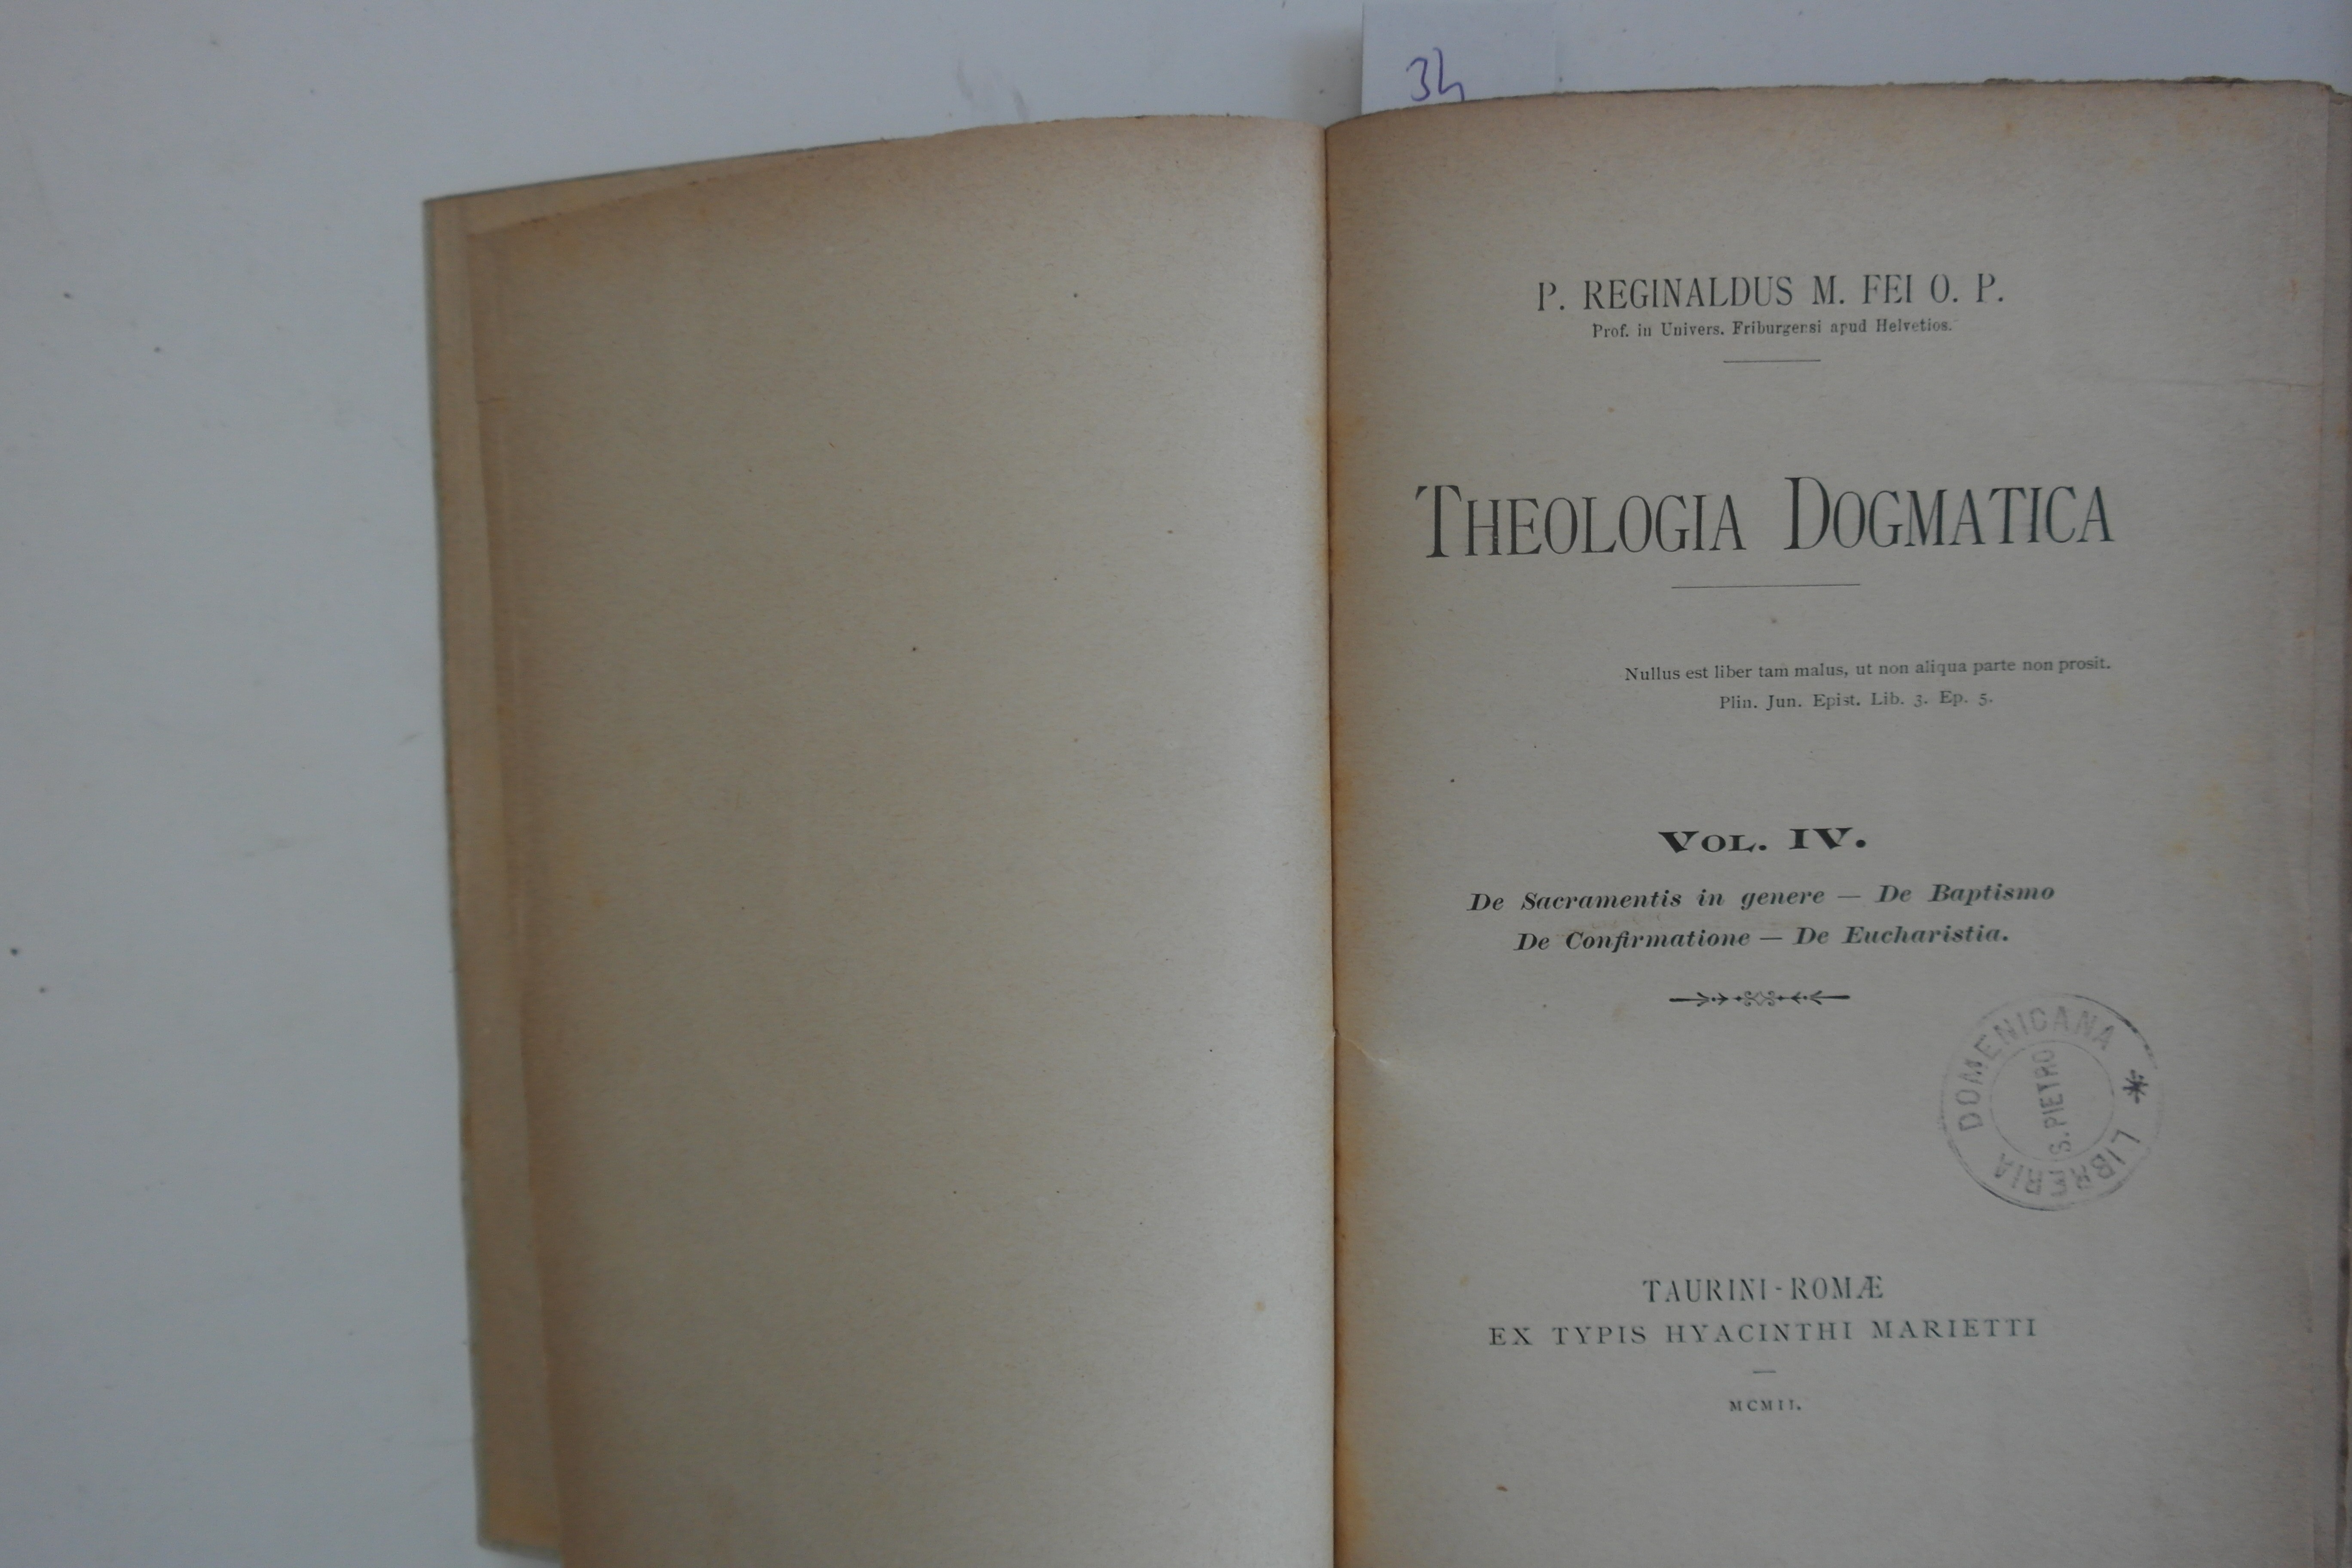 34
P. REGINALDUS M. FEI O. P.
Prof. in Univers. Friburgensi apud Helvetios.
THEOLOGIA DOGMATICA
Nullus est liber tam malus, ut non aliqua parte non prosit.
Plin. Jun. Epist. Lib. 3. Ep. 5.
VOL. IV.
De Sacramentis in genere — De Baptismo
De Confirmatione — De Eucharistia.
LIBRERIA DOMENICANA *
S. PIETRO
TAURINI-ROMÆ
EX TYPIS HYACINTHI MARIETTI
MCMII.